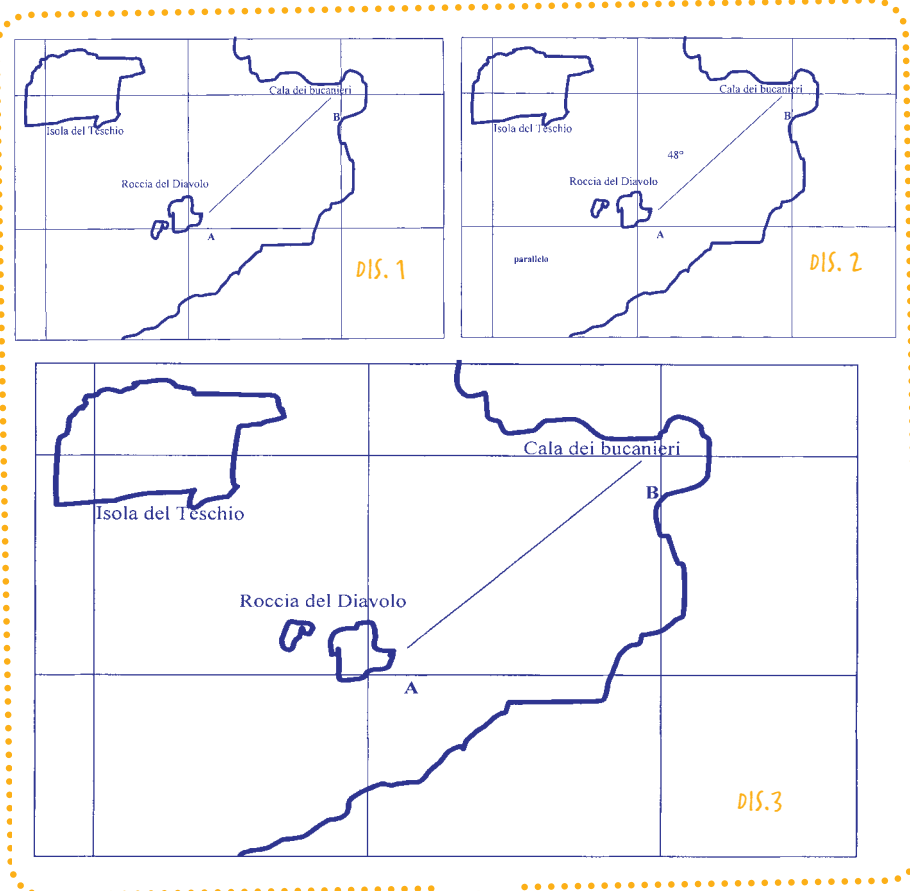 Cala dei bucanieri
B
Isola del Teschio
Roccia del Diavolo
A
DIS. 1
Cala dei bucanieri
B
Isola del Teschio
48°
Roccia del Diavolo
A
parallelo
DIS. 2
Cala dei bucanieri
B
Isola del Teschio
Roccia del Diavolo
A
DIS.3